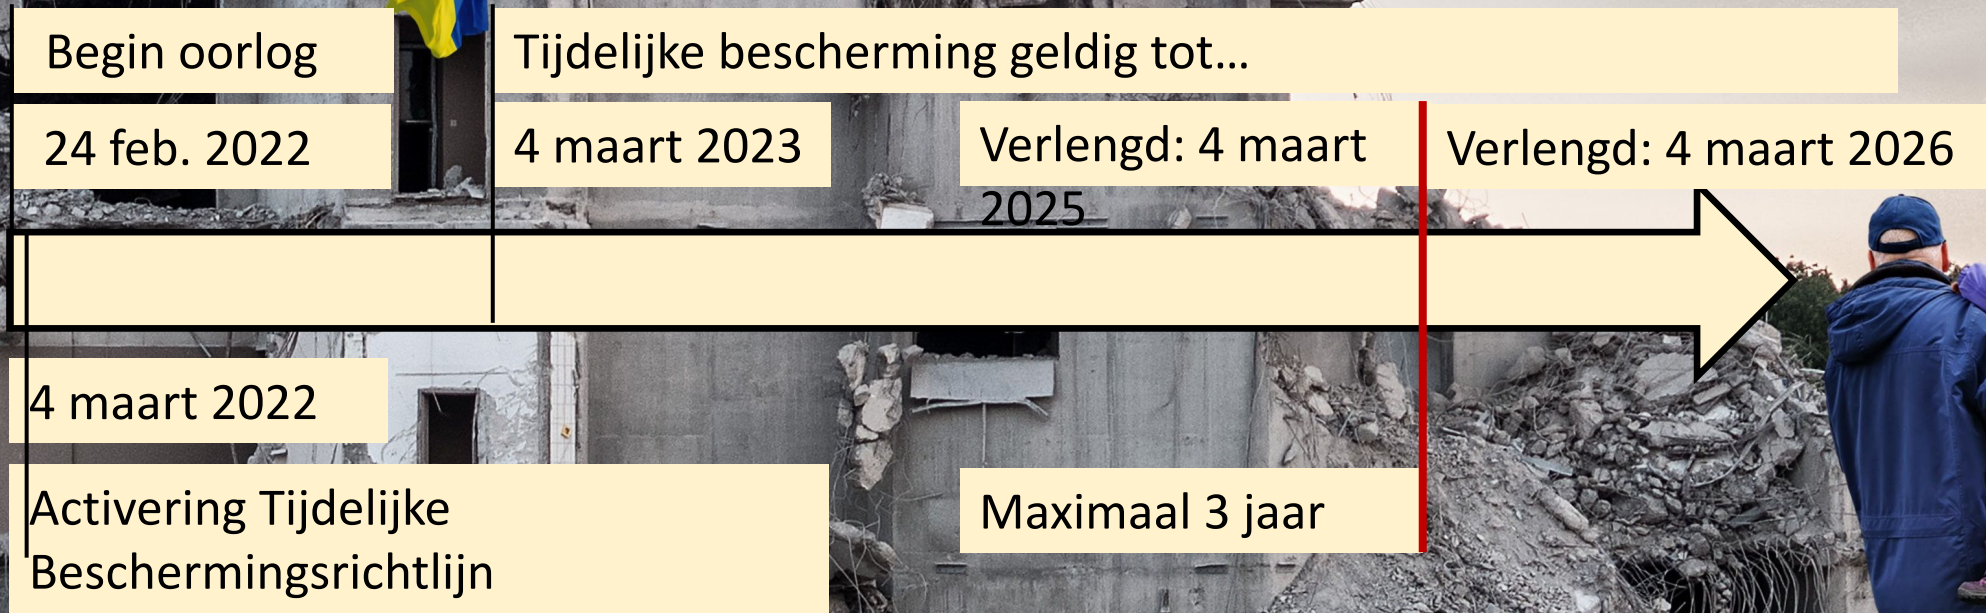 Begin oorlog
Tijdelijke bescherming geldig tot...
24 feb. 2022
4 maart 2023
Verlengd: 4 maart
2025
Verlengd: 4 maart 2026
4 maart 2022
Activering Tijdelijke
Beschermingsrichtlijn
Maximaal 3 jaar